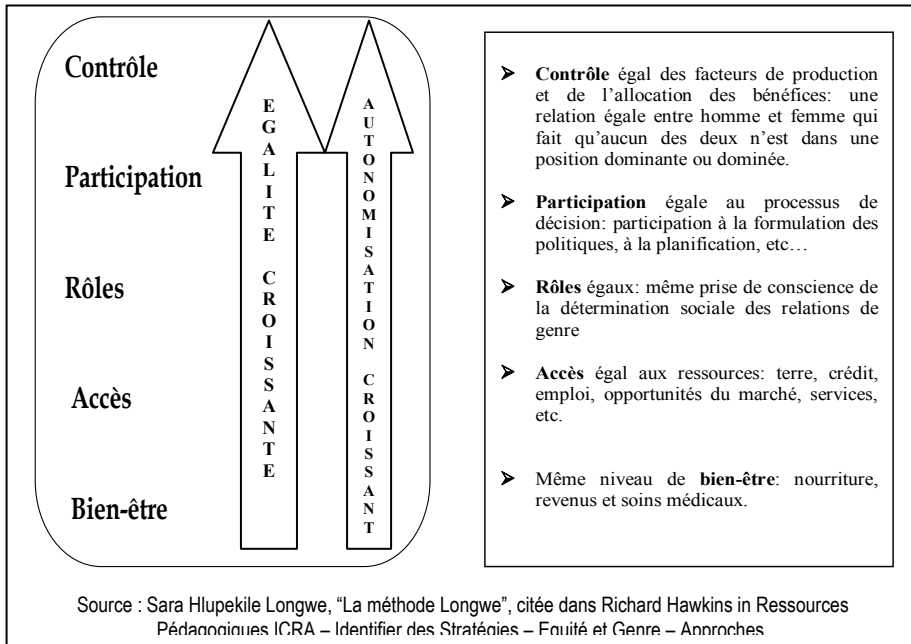 Contrôle
Participation
Rôles
Accès
Bien-être
EGALITE CROISSANTE
AUTONOMISATION CROISSANT
➢ Contrôle égal des facteurs de production
et de l’allocation des bénéfices: une
relation égale entre homme et femme qui
fait qu’aucun des deux n’est dans une
position dominante ou dominée.
➢ Participation égale au processus de
décision: participation à la formulation des
politiques, à la planification, etc…
➢ Rôles égaux: même prise de conscience de
la détermination sociale des relations de
genre
➢ Accès égal aux ressources: terre, crédit,
emploi, opportunités du marché, services,
etc.
➢ Même niveau de bien-être: nourriture,
revenus et soins médicaux.
Source : Sara Hlupekile Longwe, “La méthode Longwe”, citée dans Richard Hawkins in Ressources
Pédagogiques ICRA – Identifier des Stratégies – Equité et Genre – Approches